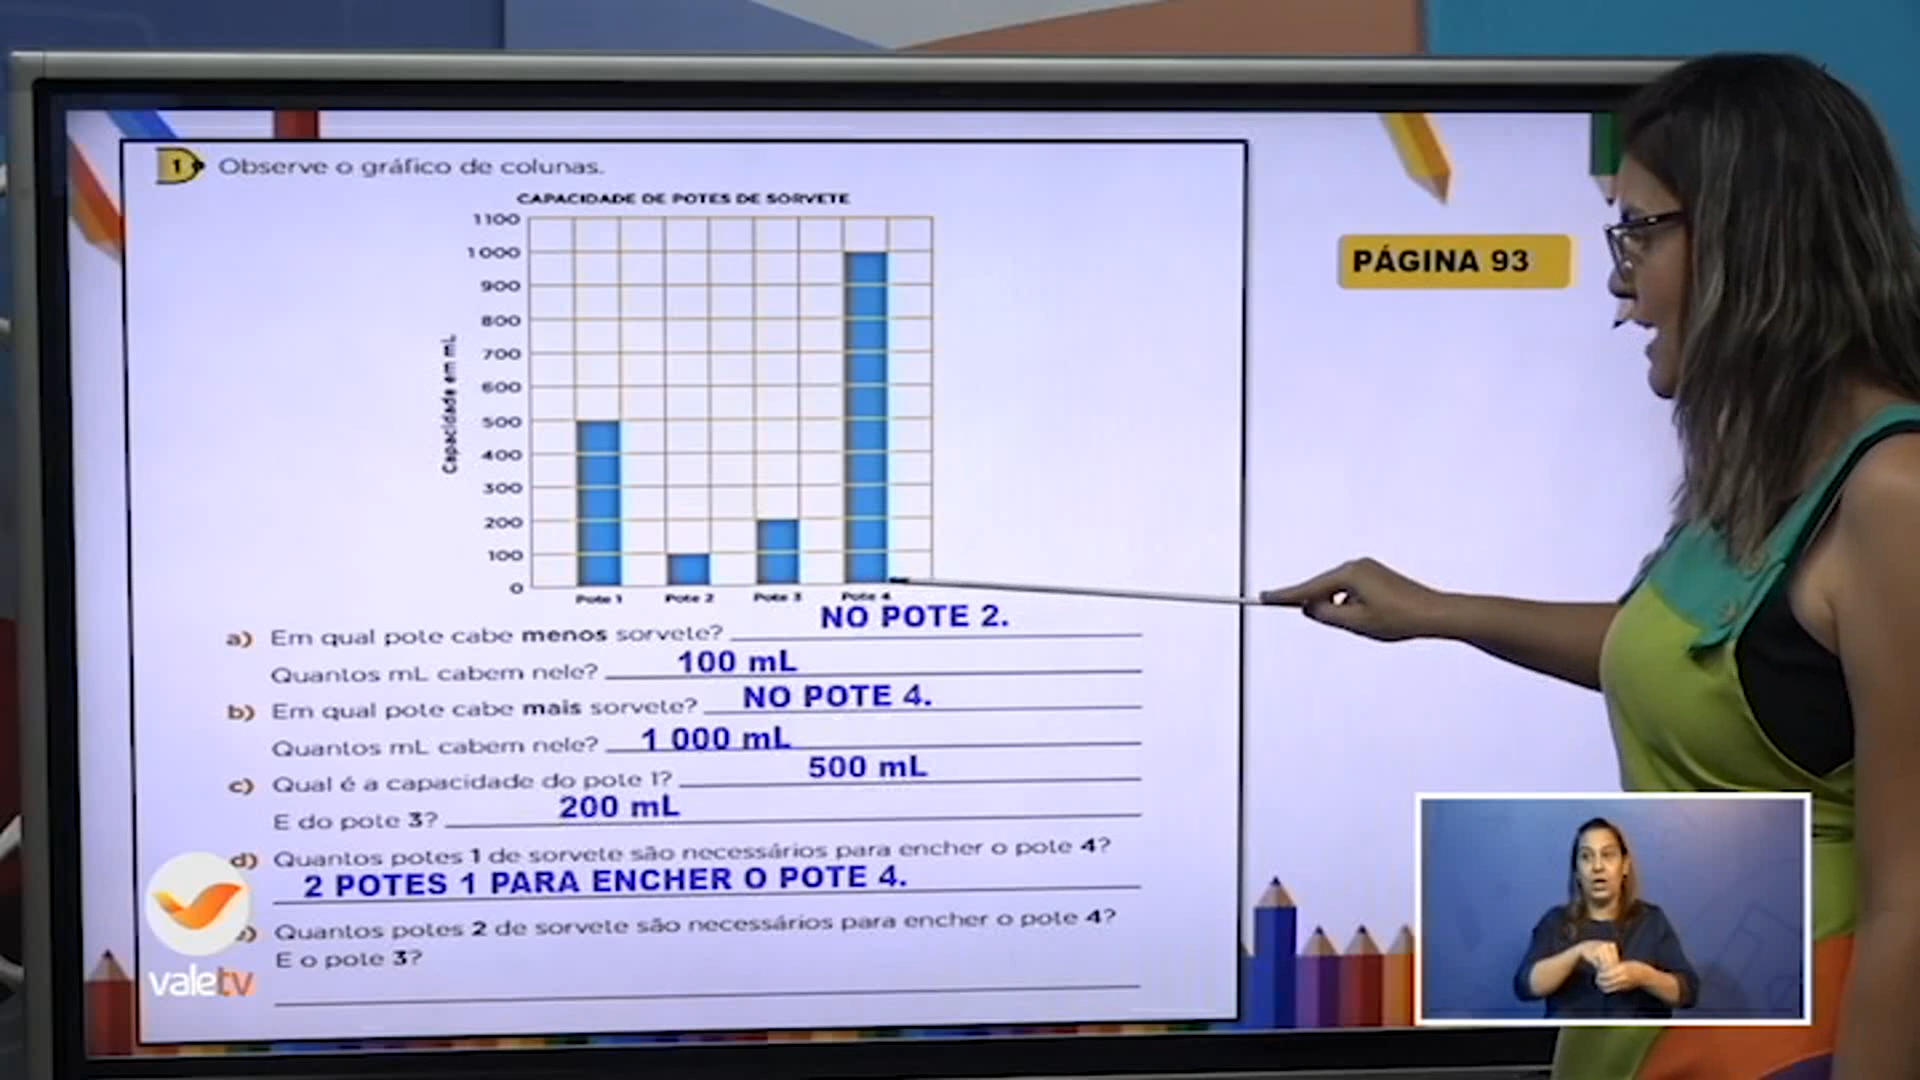 1 Observe o gráfico de colunas.
CAPACIDADE DE POTES DE SORVETE
Capacidade em mL
1100
1000
900
800
700
600
500
400
300
200
100
0
Pote 1 Pote 2 Pote 3 Pote 4
PÁGINA 93
a) Em qual pote cabe menos sorvete? NO POTE 2.
Quantos mL cabem nele? 100 mL
b) Em qual pote cabe mais sorvete? NO POTE 4.
Quantos mL cabem nele? 1 000 mL
c) Qual é a capacidade do pote 1? 500 mL
E do pote 3? 200 mL
d) Quantos potes 1 de sorvete são necessários para encher o pote 4?
2 POTES 1 PARA ENCHER O POTE 4.
Quantos potes 2 de sorvete são necessários para encher o pote 4?
E o pote 3?
valetv